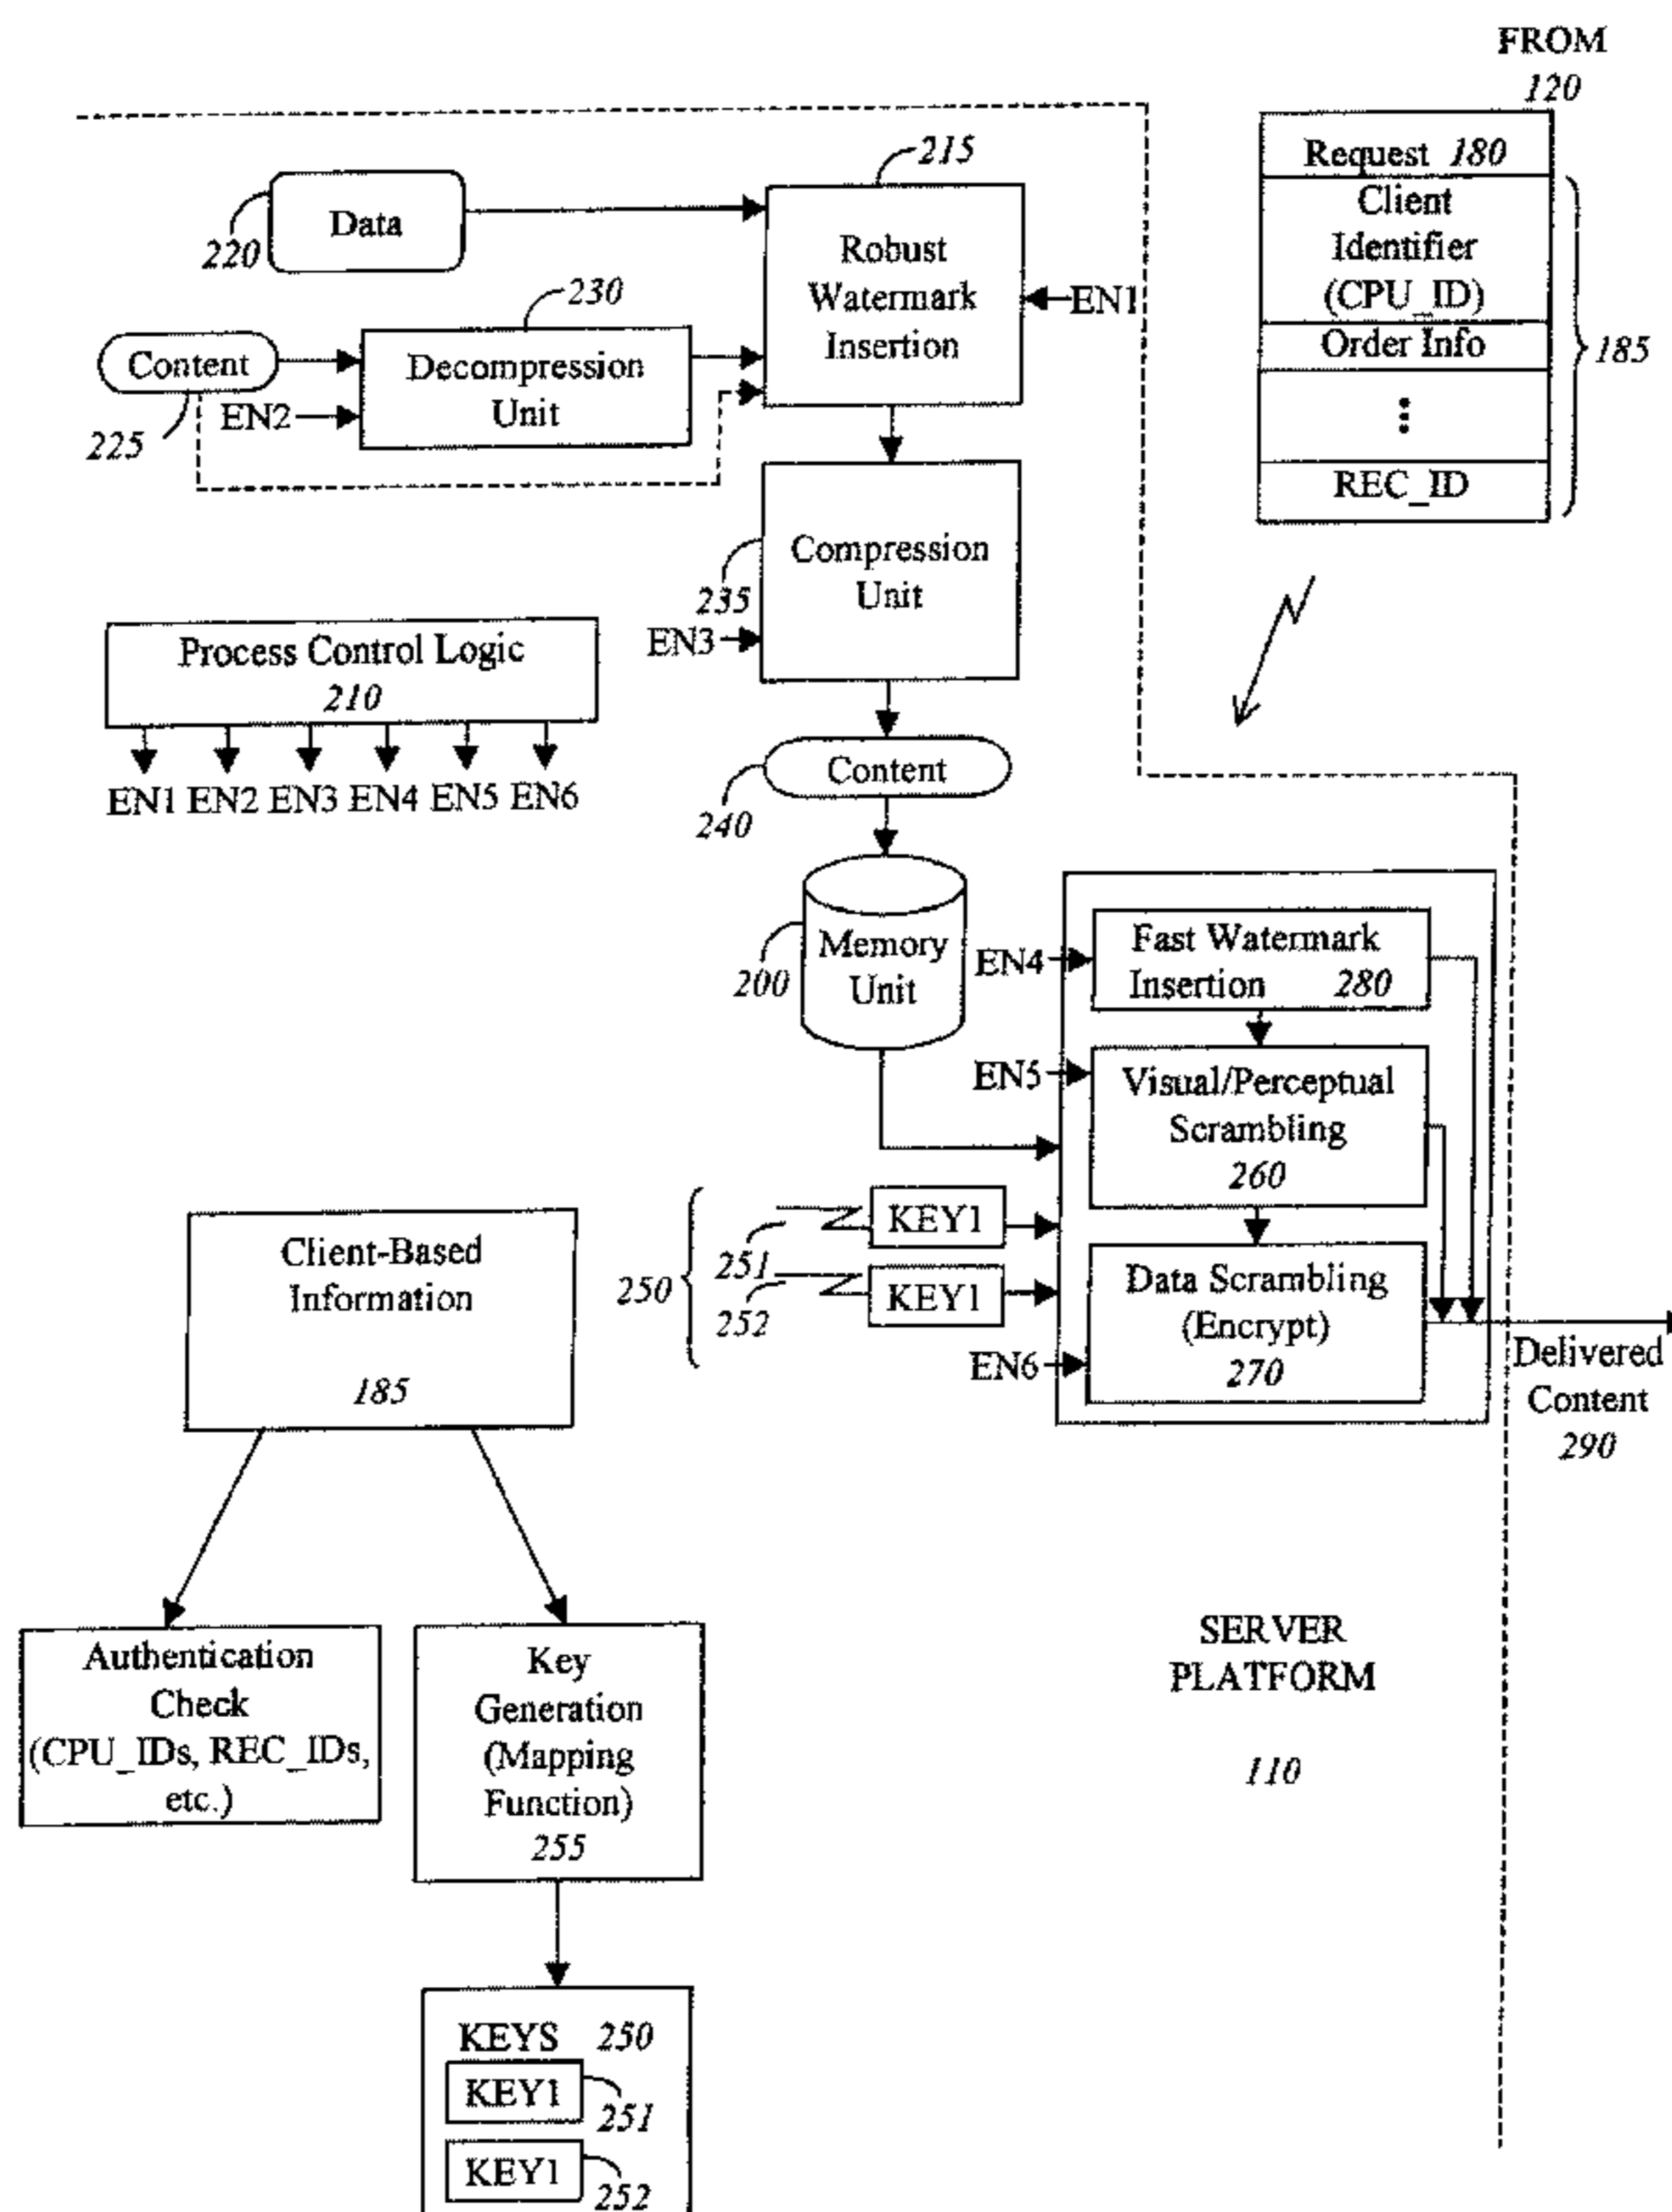 FROM
120
Request 180
Client
Identifier
(CPU_ID)
Order Info
REC_ID
185
215
Data
220
Robust
Watermark
Insertion
EN1
230
Content
225
Decompression
Unit
EN2
Compression
Unit
235
EN3
Process Control Logic
210
EN1 EN2 EN3 EN4 EN5 EN6
Content
240
Memory
Unit
200
EN4
Fast Watermark
Insertion 280
EN5
Visual/Perceptual
Scrambling
260
250
251
KEY1
252
KEY1
Data Scrambling
(Encrypt)
270
EN6
Delivered
Content
290
Client-Based
Information
185
Authentication
Check
(CPU_IDs, REC_IDs,
etc.)
Key
Generation
(Mapping
Function)
255
SERVER
PLATFORM
110
KEYS 250
KEY1
251
KEY1
252